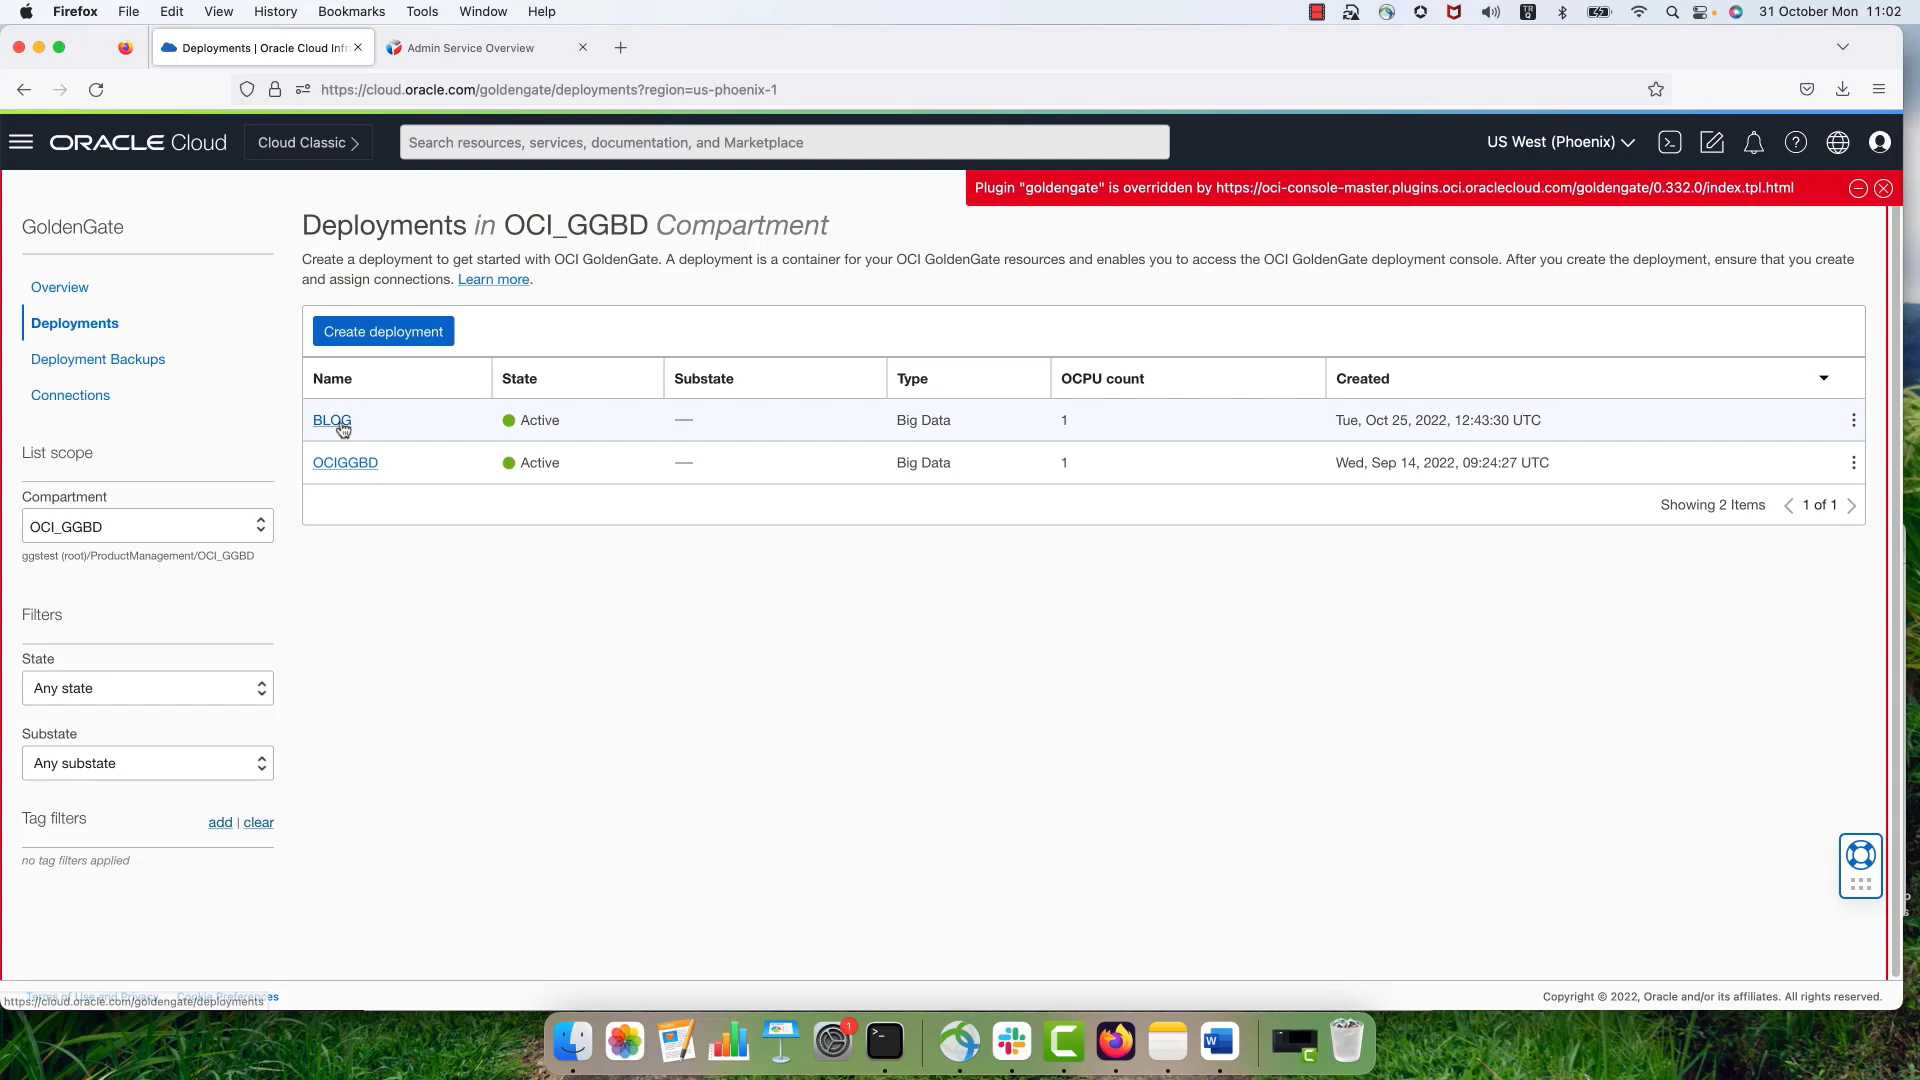 Firefox File Edit View History Bookmarks Tools Window Help
31 October Mon 11:02
Deployments | Oracle Cloud Infr
Admin Service Overview
https://cloud.oracle.com/goldengate/deployments?region=us-phoenix-1
ORACLE Cloud
Cloud Classic
Search resources, services, documentation, and Marketplace
US West (Phoenix)
Plugin "goldengate" is overridden by https://oci-console-master.plugins.oci.oraclecloud.com/goldengate/0.332.0/index.tpl.html
GoldenGate
Overview
Deployments
Deployment Backups
Connections
List scope
Compartment
OCI_GGBD
ggstest (root)/ProductManagement/OCI_GGBD
Filters
State
Any state
Substate
Any substate
Tag filters
add | clear
no tag filters applied
Deployments in OCI_GGBD Compartment
Create a deployment to get started with OCI GoldenGate. A deployment is a container for your OCI GoldenGate resources and enables you to access the OCI GoldenGate deployment console. After you create the deployment, ensure that you create
and assign connections. Learn more.
Create deployment
Name State Substate Type OCPU count Created
BLOG Active — Big Data 1 Tue, Oct 25, 2022, 12:43:30 UTC
OCIGGBD Active — Big Data 1 Wed, Sep 14, 2022, 09:24:27 UTC
Showing 2 Items 1 of 1
Terms of Use and Privacy Cookie Preferences
https://cloud.oracle.com/goldengate/deployments
Copyright © 2022, Oracle and/or its affiliates. All rights reserved.
1